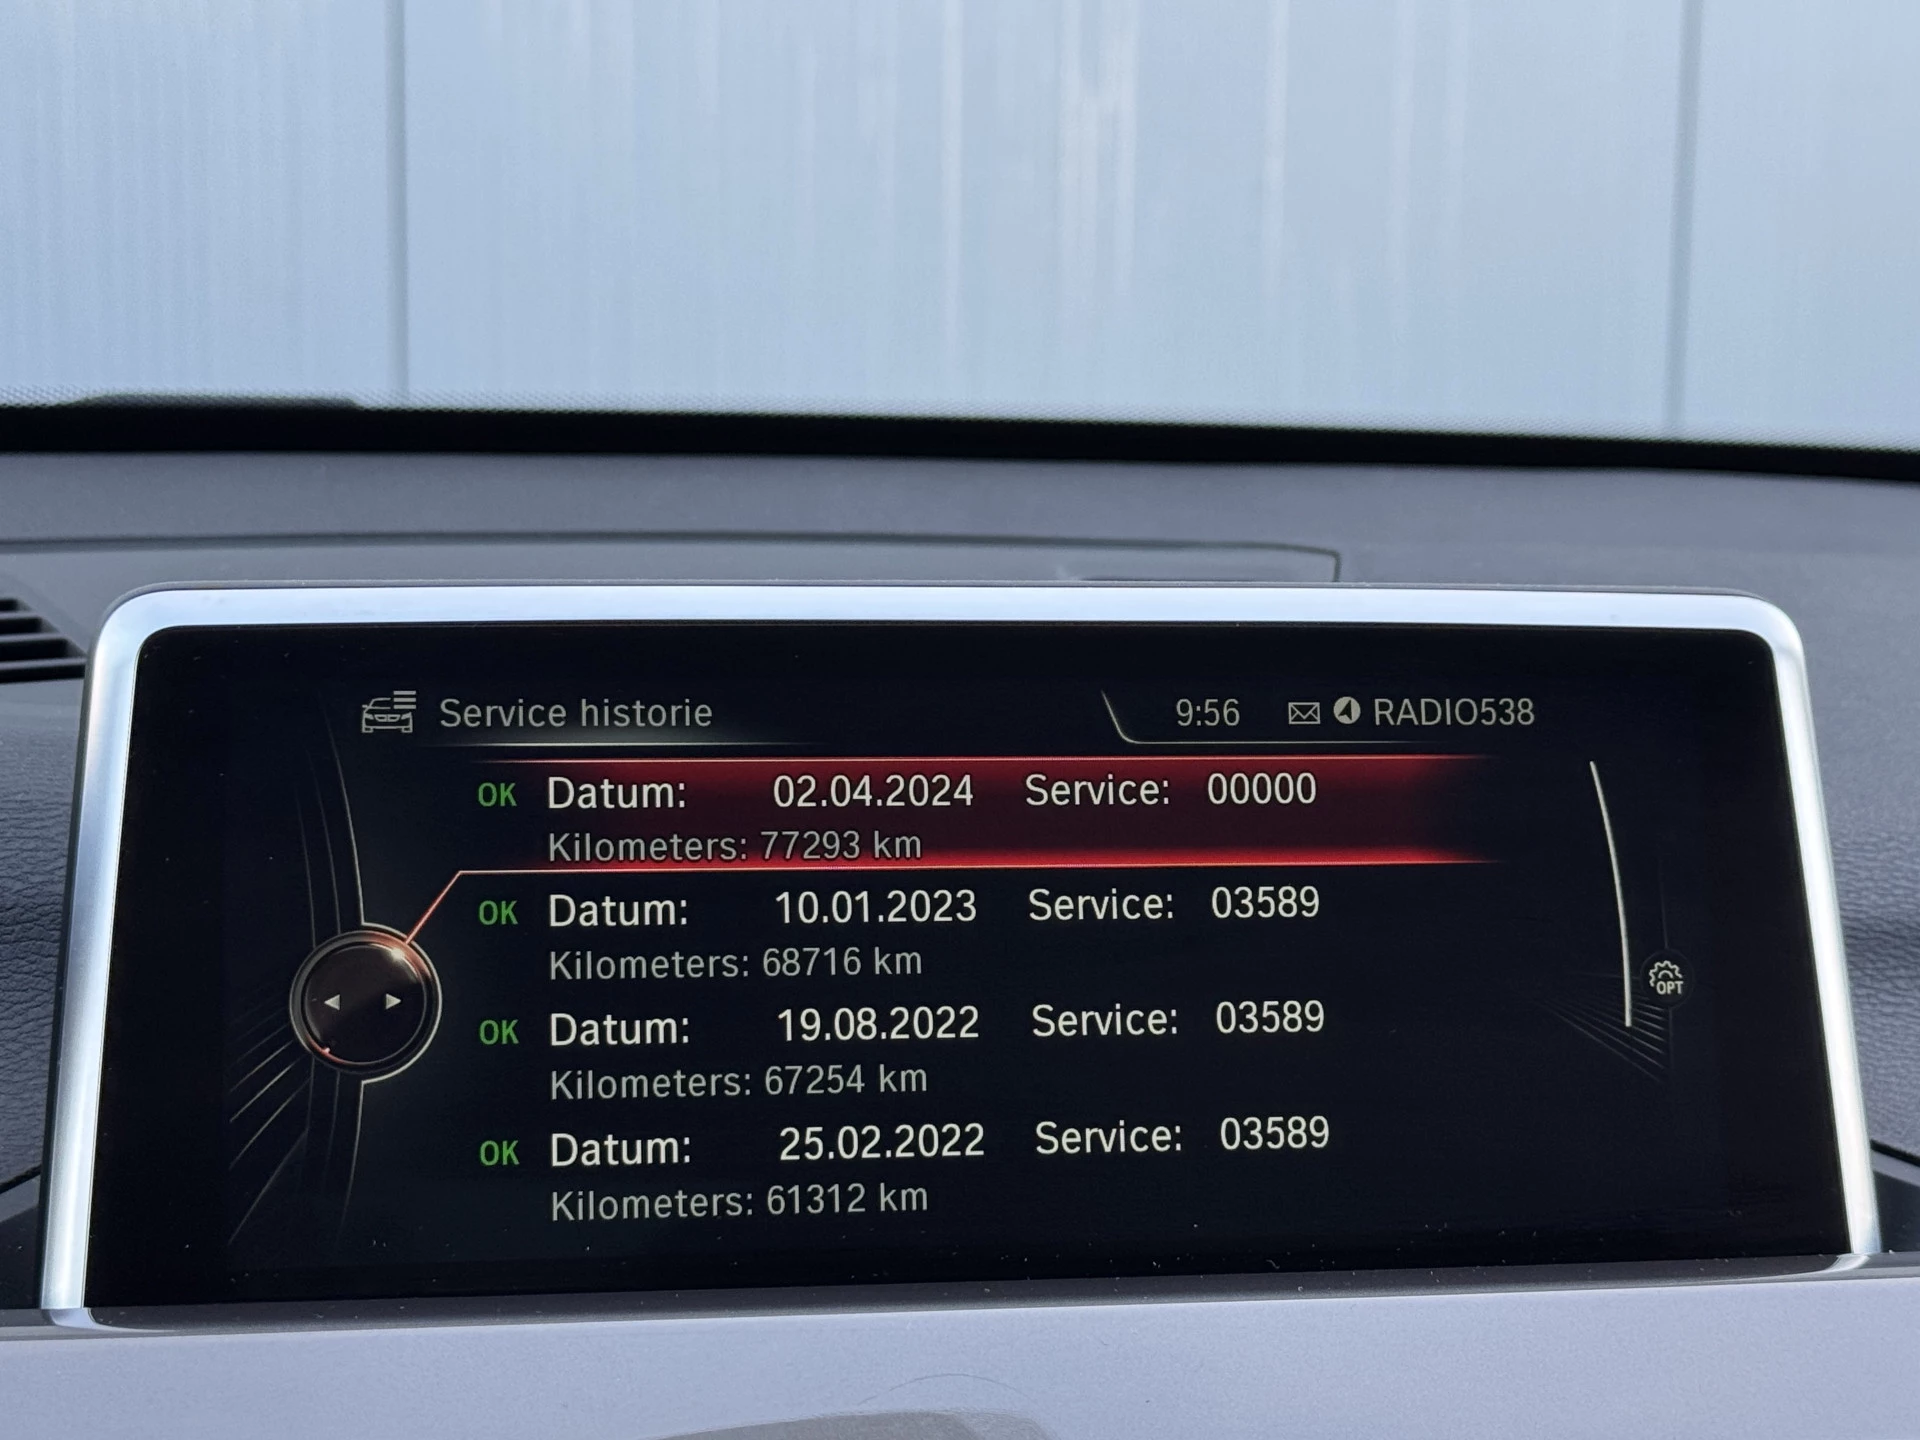 Service historie 9:56 RADIO538
OK Datum: 02.04.2024 Service: 00000
Kilometers: 77293 km
OK Datum: 10.01.2023 Service: 03589
Kilometers: 68716 km
OK Datum: 19.08.2022 Service: 03589
Kilometers: 67254 km
OK Datum: 25.02.2022 Service: 03589
Kilometers: 61312 km
OPT